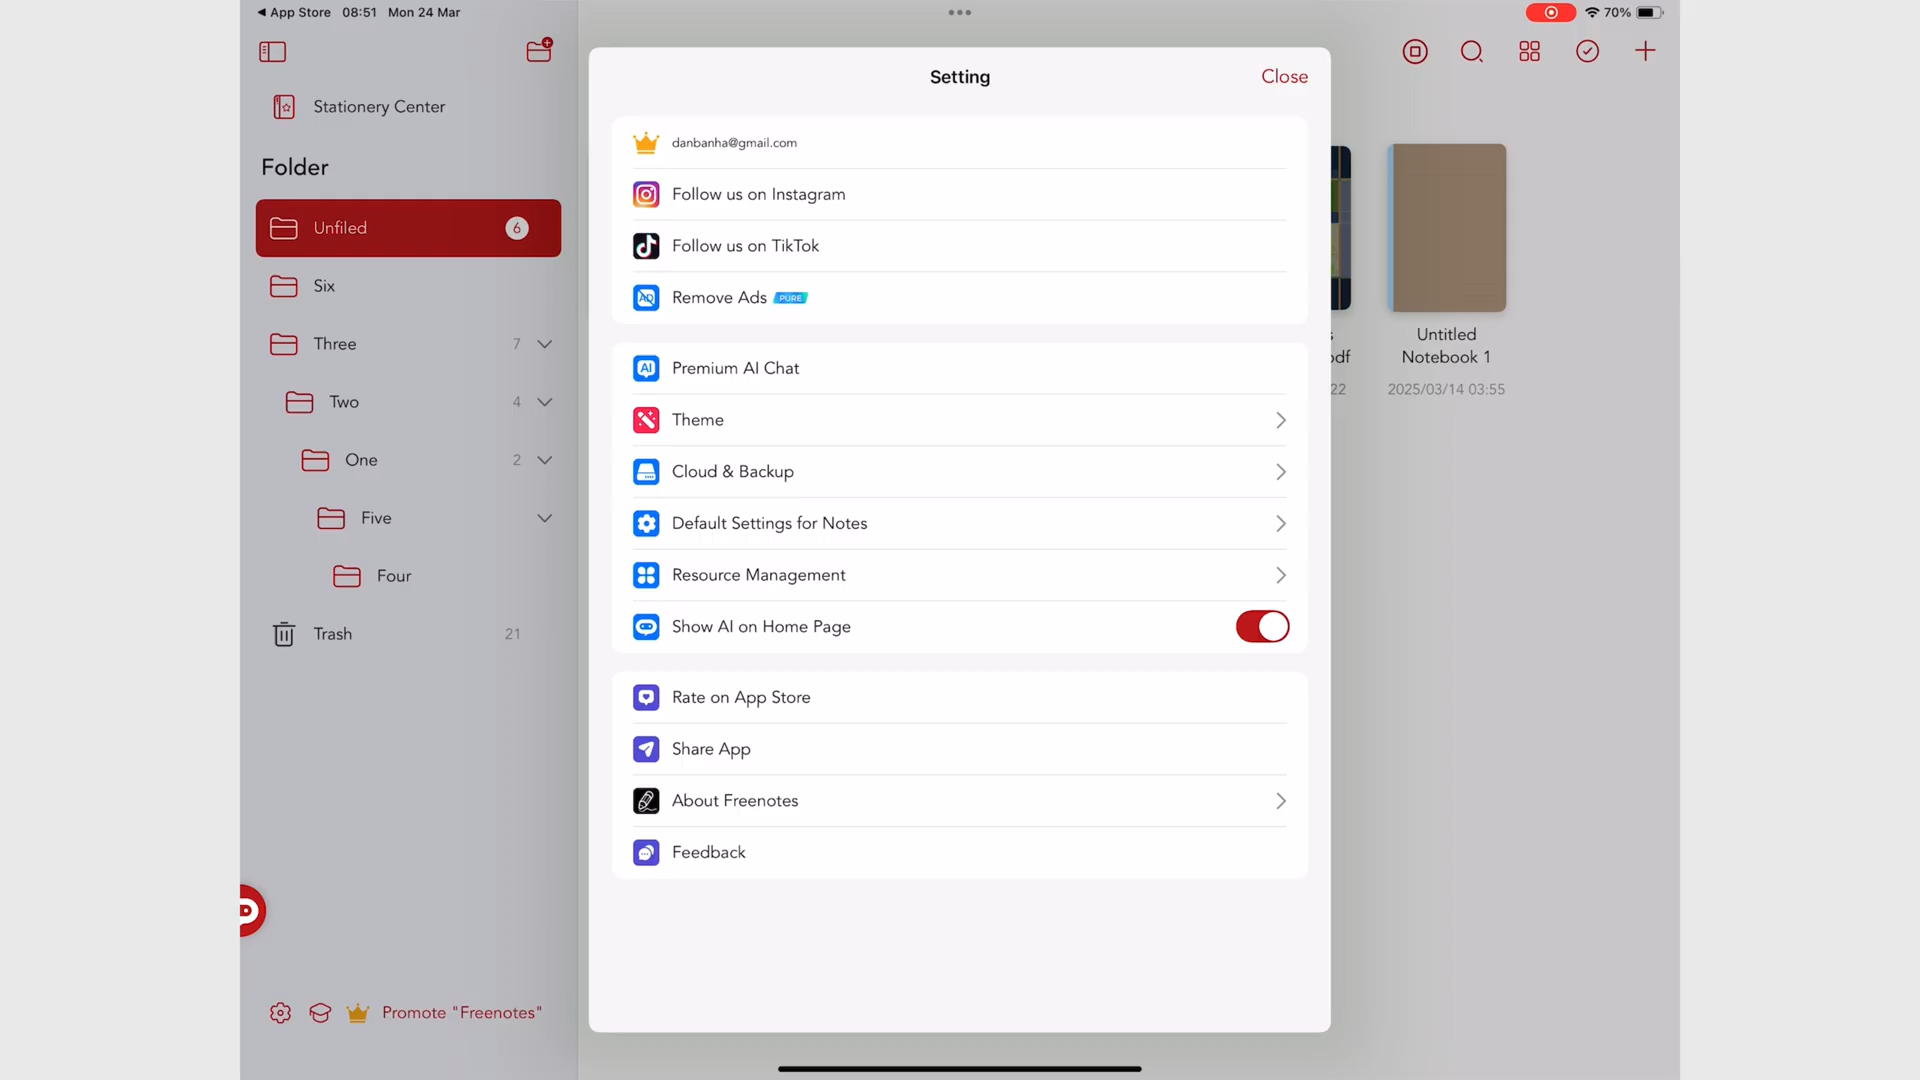 App Store 08:51 Mon 24 Mar
70%
Stationery Center
Folder
Unfiled 6
Six
Three 7
Two 4
One 2
Five
Four
Trash 21
Promote "Freenotes"
Setting
Close
danbanha@gmail.com
Follow us on Instagram
Follow us on TikTok
AD Remove Ads PURE
AI Premium AI Chat
Theme
Cloud & Backup
Default Settings for Notes
Resource Management
Show AI on Home Page
Rate on App Store
Share App
About Freenotes
Feedback
s
pdf
22
Untitled
Notebook 1
2025/03/14 03:55